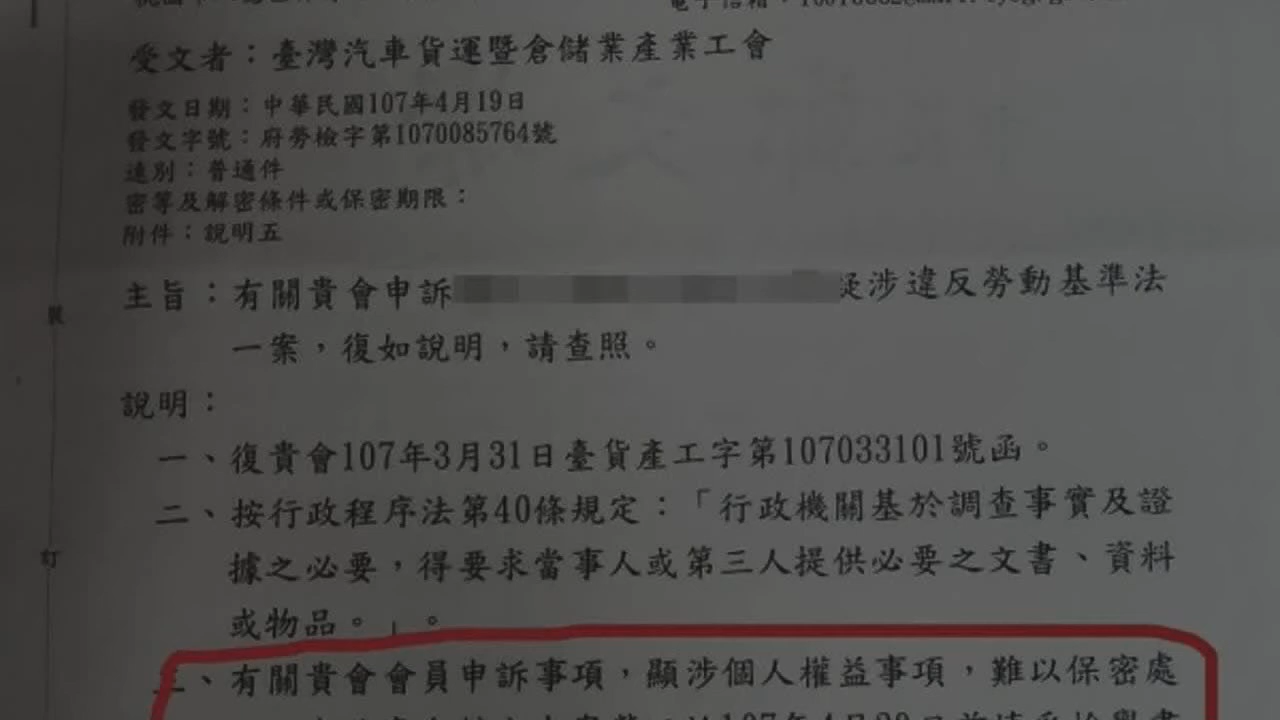 受文者：臺灣汽車貨運暨倉儲業產業工會
發文日期：中華民國107年4月19日
發文字號：府勞檢字第1070085764號
速別：普通件
密等及解密條件或保密期限：
附件：說明五
主旨：有關貴會申訴 疑涉違反勞動基準法
一案，復如說明，請查照。
說明：
一、復貴會107年3月31日臺貨產工字第107033101號函。
二、按行政程序法第40條規定：「行政機關基於調查事實及證
據之必要，得要求當事人或第三人提供必要之文書、資料
或物品。」。
三、有關貴會會員申訴事項，顯涉個人權益事項，難以保密處
裝
訂